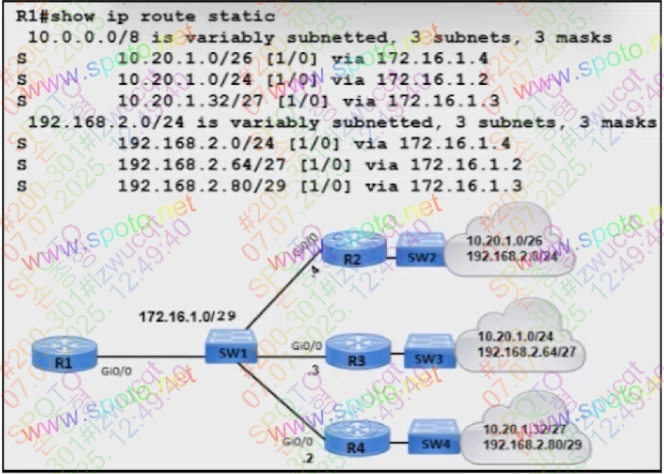 R1#show ip route static
10.0.0.0/8 is variably subnetted, 3 subnets, 3 masks
S 10.20.1.0/26 [1/0] via 172.16.1.4
S 10.20.1.0/24 [1/0] via 172.16.1.2
S 10.20.1.32/27 [1/0] via 172.16.1.3
192.168.2.0/24 is variably subnetted, 3 subnets, 3 masks
S 192.168.2.0/24 [1/0] via 172.16.1.4
S 192.168.2.64/27 [1/0] via 172.16.1.2
S 192.168.2.80/29 [1/0] via 172.16.1.3
Gi0/0
R2
SW2
10.20.1.0/26
192.168.2.0/24
.4
172.16.1.0/29
R1
Gi0/0
SW1
Gi0/0
.3
R3
SW3
10.20.1.0/24
192.168.2.64/27
Gi0/0
.2
R4
SW4
10.20.1.32/27
192.168.2.80/29
www.spoto.net
07.07.2025.
12:49:40